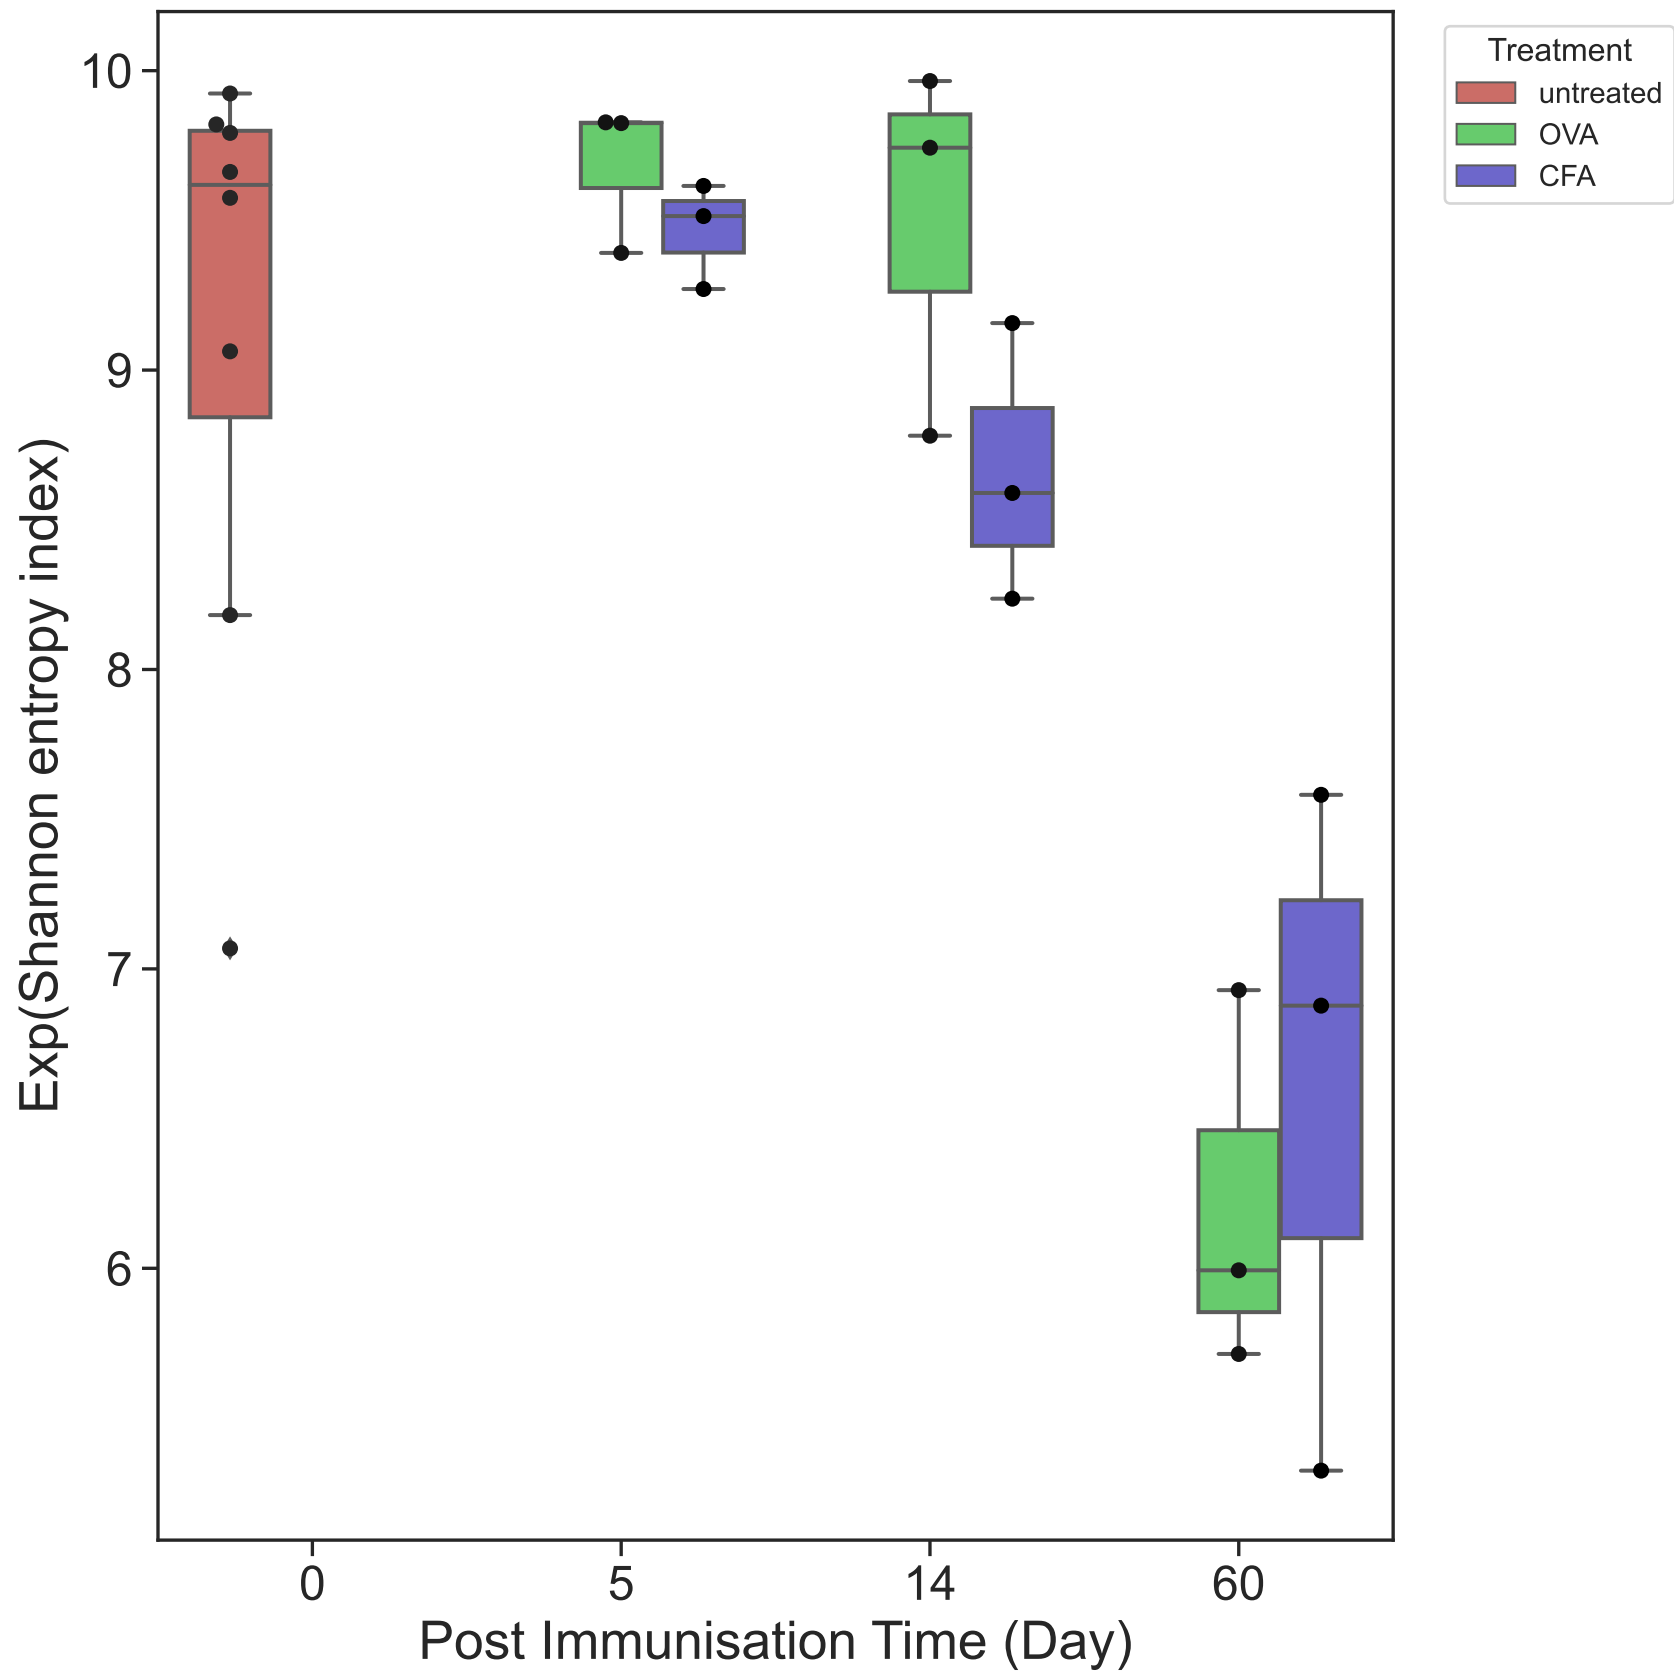 Treatment
untreated
OVA
CFA
10
9
8
7
6
Exp(Shannon entropy index)
0 5 14 60
Post Immunisation Time (Day)